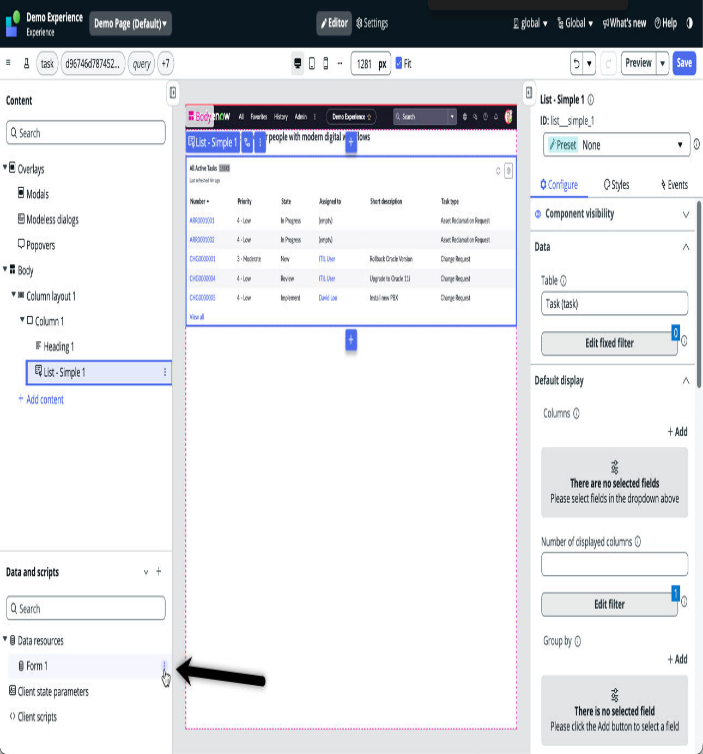 Demo Experience
Experience
Demo Page (Default)
Editor
Settings
global
Global
What's new
Help
task
d96746d787452...
query
+7
1281 px
Fit
Preview
Save
Content
Search
Overlays
Modals
Modeless dialogs
Popovers
Body
Column layout 1
Column 1
Heading 1
List - Simple 1
+ Add content
Data and scripts
Search
Data resources
Form 1
Client state parameters
Client scripts
Body
now
All Favorites History Admin
Demo Experience
Search
List - Simple 1
r people with modern digital w lows
All Active Tasks
Number Priority State Assigned to Short description Task type
ARR0001001 4 - Low In Progress (empty) Asset Reclamation Request
ARR0001002 4 - Low In Progress (empty) Asset Reclamation Request
CHG0000001 3 - Moderate New ITIL User Rollback Oracle Version Change Request
CHG0000004 4 - Low Review ITIL User Upgrade to Oracle 11i Change Request
CHG0000005 4 - Low Implement David Loo Install new PBX Change Request
View all
List - Simple 1
ID: list__simple_1
Preset None
Configure
Styles
Events
Component visibility
Data
Table
Task (task)
0
Edit fixed filter
Default display
Columns
+ Add
There are no selected fields
Please select fields in the dropdown above
Number of displayed columns
1
Edit filter
Group by
+ Add
There is no selected field
Please click the Add button to select a field